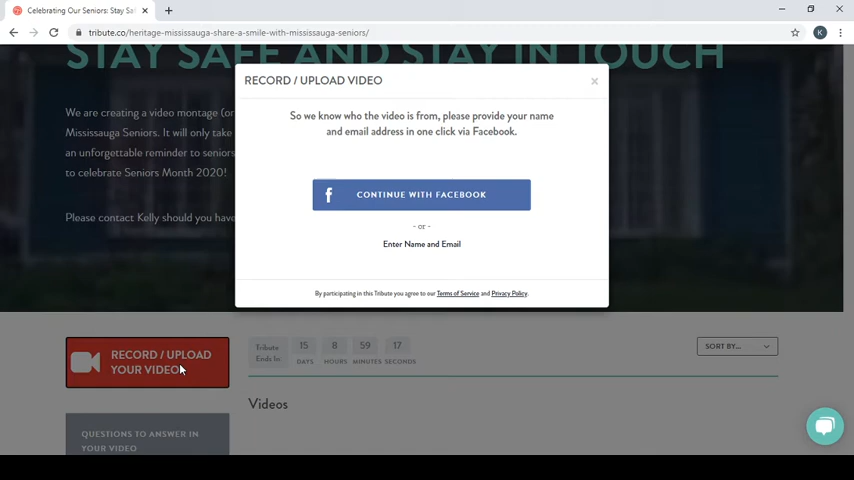 Celebrating Our Seniors: Stay Sa
tribute.co/heritage-mississauga-share-a-smile-with-mississauga-seniors/
K
STAY SAFE AND STAY IN TOUCH
We are creating a video montage (or
Mississauga Seniors. It will only take
an unforgettable reminder to seniors
to celebrate Seniors Month 2020!
Please contact Kelly should you have
RECORD / UPLOAD VIDEO
×
So we know who the video is from, please provide your name
and email address in one click via Facebook.
f CONTINUE WITH FACEBOOK
- or -
Enter Name and Email
By participating in this Tribute you agree to our Terms of Service and Privacy Policy.
RECORD / UPLOAD
YOUR VIDEO
Tribute
Ends In:
15 8 59 17
DAYS HOURS MINUTES SECONDS
SORT BY...
Videos
QUESTIONS TO ANSWER IN
YOUR VIDEO